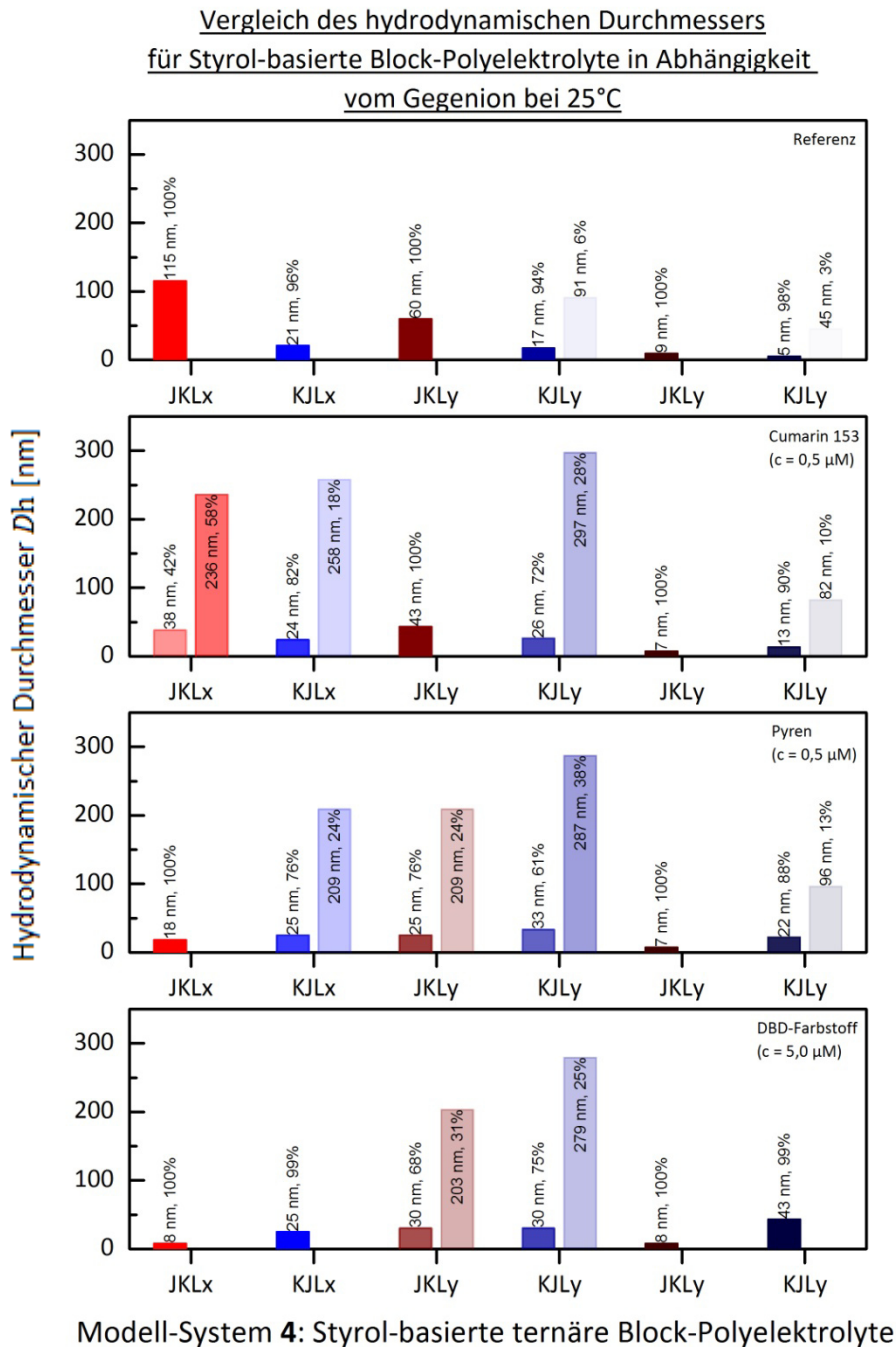 Vergleich des hydrodynamischen Durchmessers
für Styrol-basierte Block-Polyelektrolyte in Abhängigkeit
vom Gegenion bei 25°C
Hydrodynamischer Durchmesser Dh [nm]
Referenz
300
200
100
0
115 nm, 100%
21 nm, 96%
60 nm, 100%
17 nm, 94%
91 nm, 6%
9 nm, 100%
5 nm, 98%
45 nm, 3%
JKLx KJLx JKLy KJLy JKLy KJLy
Cumarin 153
(c = 0,5 µM)
300
200
100
0
38 nm, 42%
236 nm, 58%
24 nm, 82%
258 nm, 18%
43 nm, 100%
26 nm, 72%
297 nm, 28%
7 nm, 100%
13 nm, 90%
82 nm, 10%
JKLx KJLx JKLy KJLy JKLy KJLy
Pyren
(c = 0,5 µM)
300
200
100
0
18 nm, 100%
25 nm, 76%
209 nm, 24%
25 nm, 76%
209 nm, 24%
33 nm, 61%
287 nm, 38%
7 nm, 100%
22 nm, 88%
96 nm, 13%
JKLx KJLx JKLy KJLy JKLy KJLy
DBD-Farbstoff
(c = 5,0 µM)
300
200
100
0
8 nm, 100%
25 nm, 99%
30 nm, 68%
203 nm, 31%
30 nm, 75%
279 nm, 25%
8 nm, 100%
43 nm, 99%
JKLx KJLx JKLy KJLy JKLy KJLy
Modell-System 4: Styrol-basierte ternäre Block-Polyelektrolyte